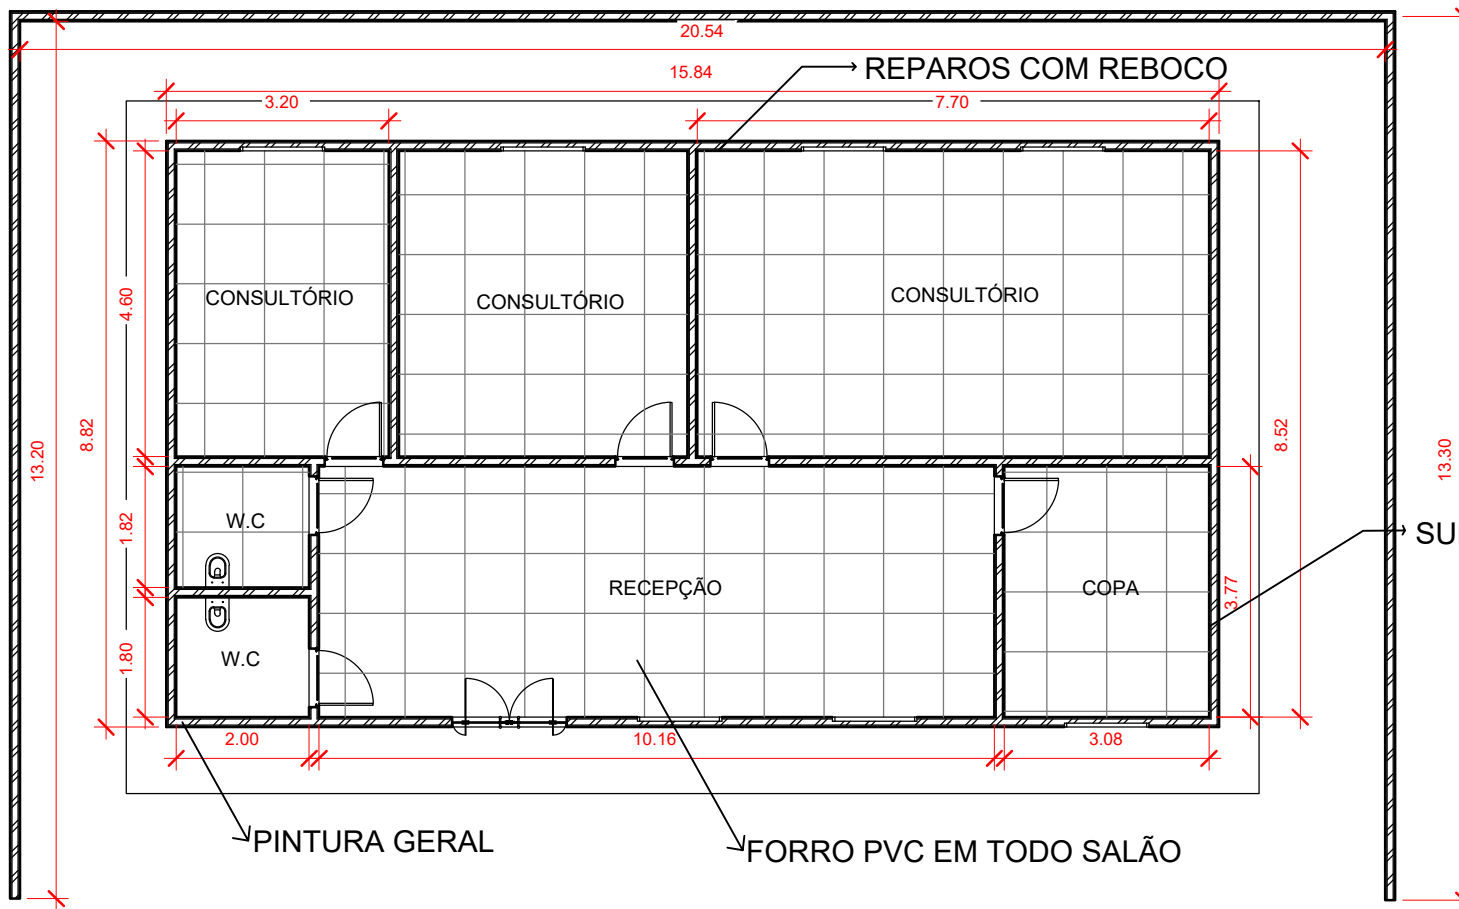 20.54
15.84
REPAROS COM REBOCO
3.20
7.70
CONSULTÓRIO
CONSULTÓRIO
CONSULTÓRIO
4.60
8.82
13.20
8.52
13.30
1.82
W.C
RECEPÇÃO
COPA
3.77
1.80
W.C
2.00
10.16
3.08
PINTURA GERAL
FORRO PVC EM TODO SALÃO